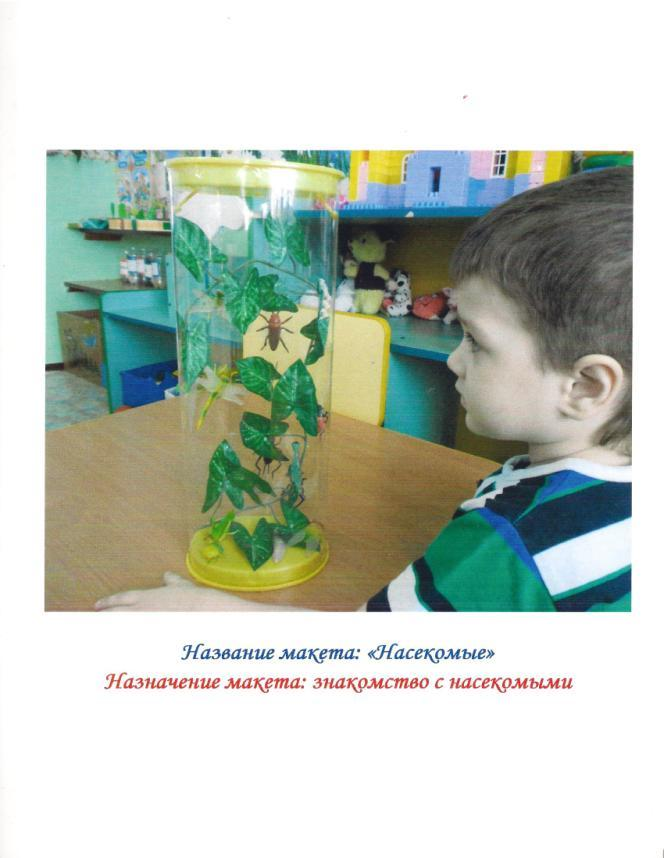 Название макета: «Насекомые»
Назначение макета: знакомство с насекомыми